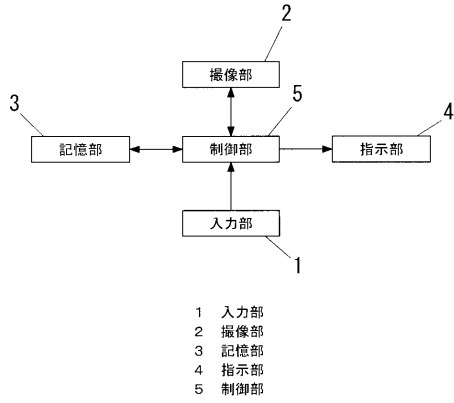 2
撮像部
3
5
4
記憶部
制御部
指示部
入力部
1
1 入力部
2 撮像部
3 記憶部
4 指示部
5 制御部